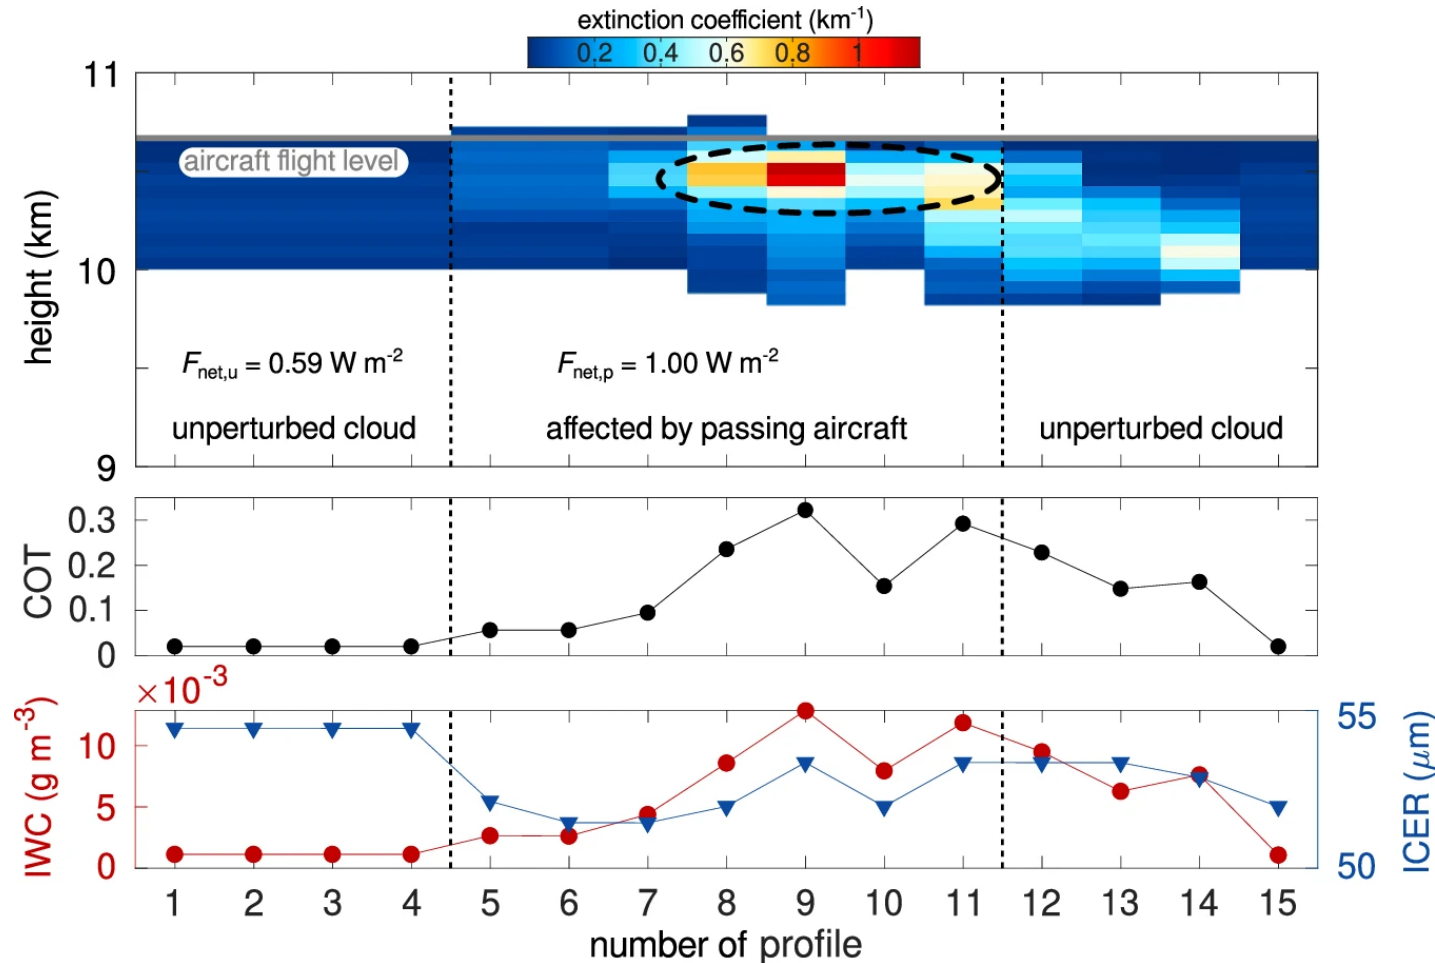 extinction coefficient (km⁻¹)
0.2 0.4 0.6 0.8 1
11
aircraft flight level
height (km)
10
F_net,u = 0.59 W m⁻² F_net,p = 1.00 W m⁻²
unperturbed cloud affected by passing aircraft unperturbed cloud
9
0.3
COT
0.2
0.1
0
×10⁻³
55
IWC (g m⁻³)
10
ICER (μm)
5
0 50
1 2 3 4 5 6 7 8 9 10 11 12 13 14 15
number of profile